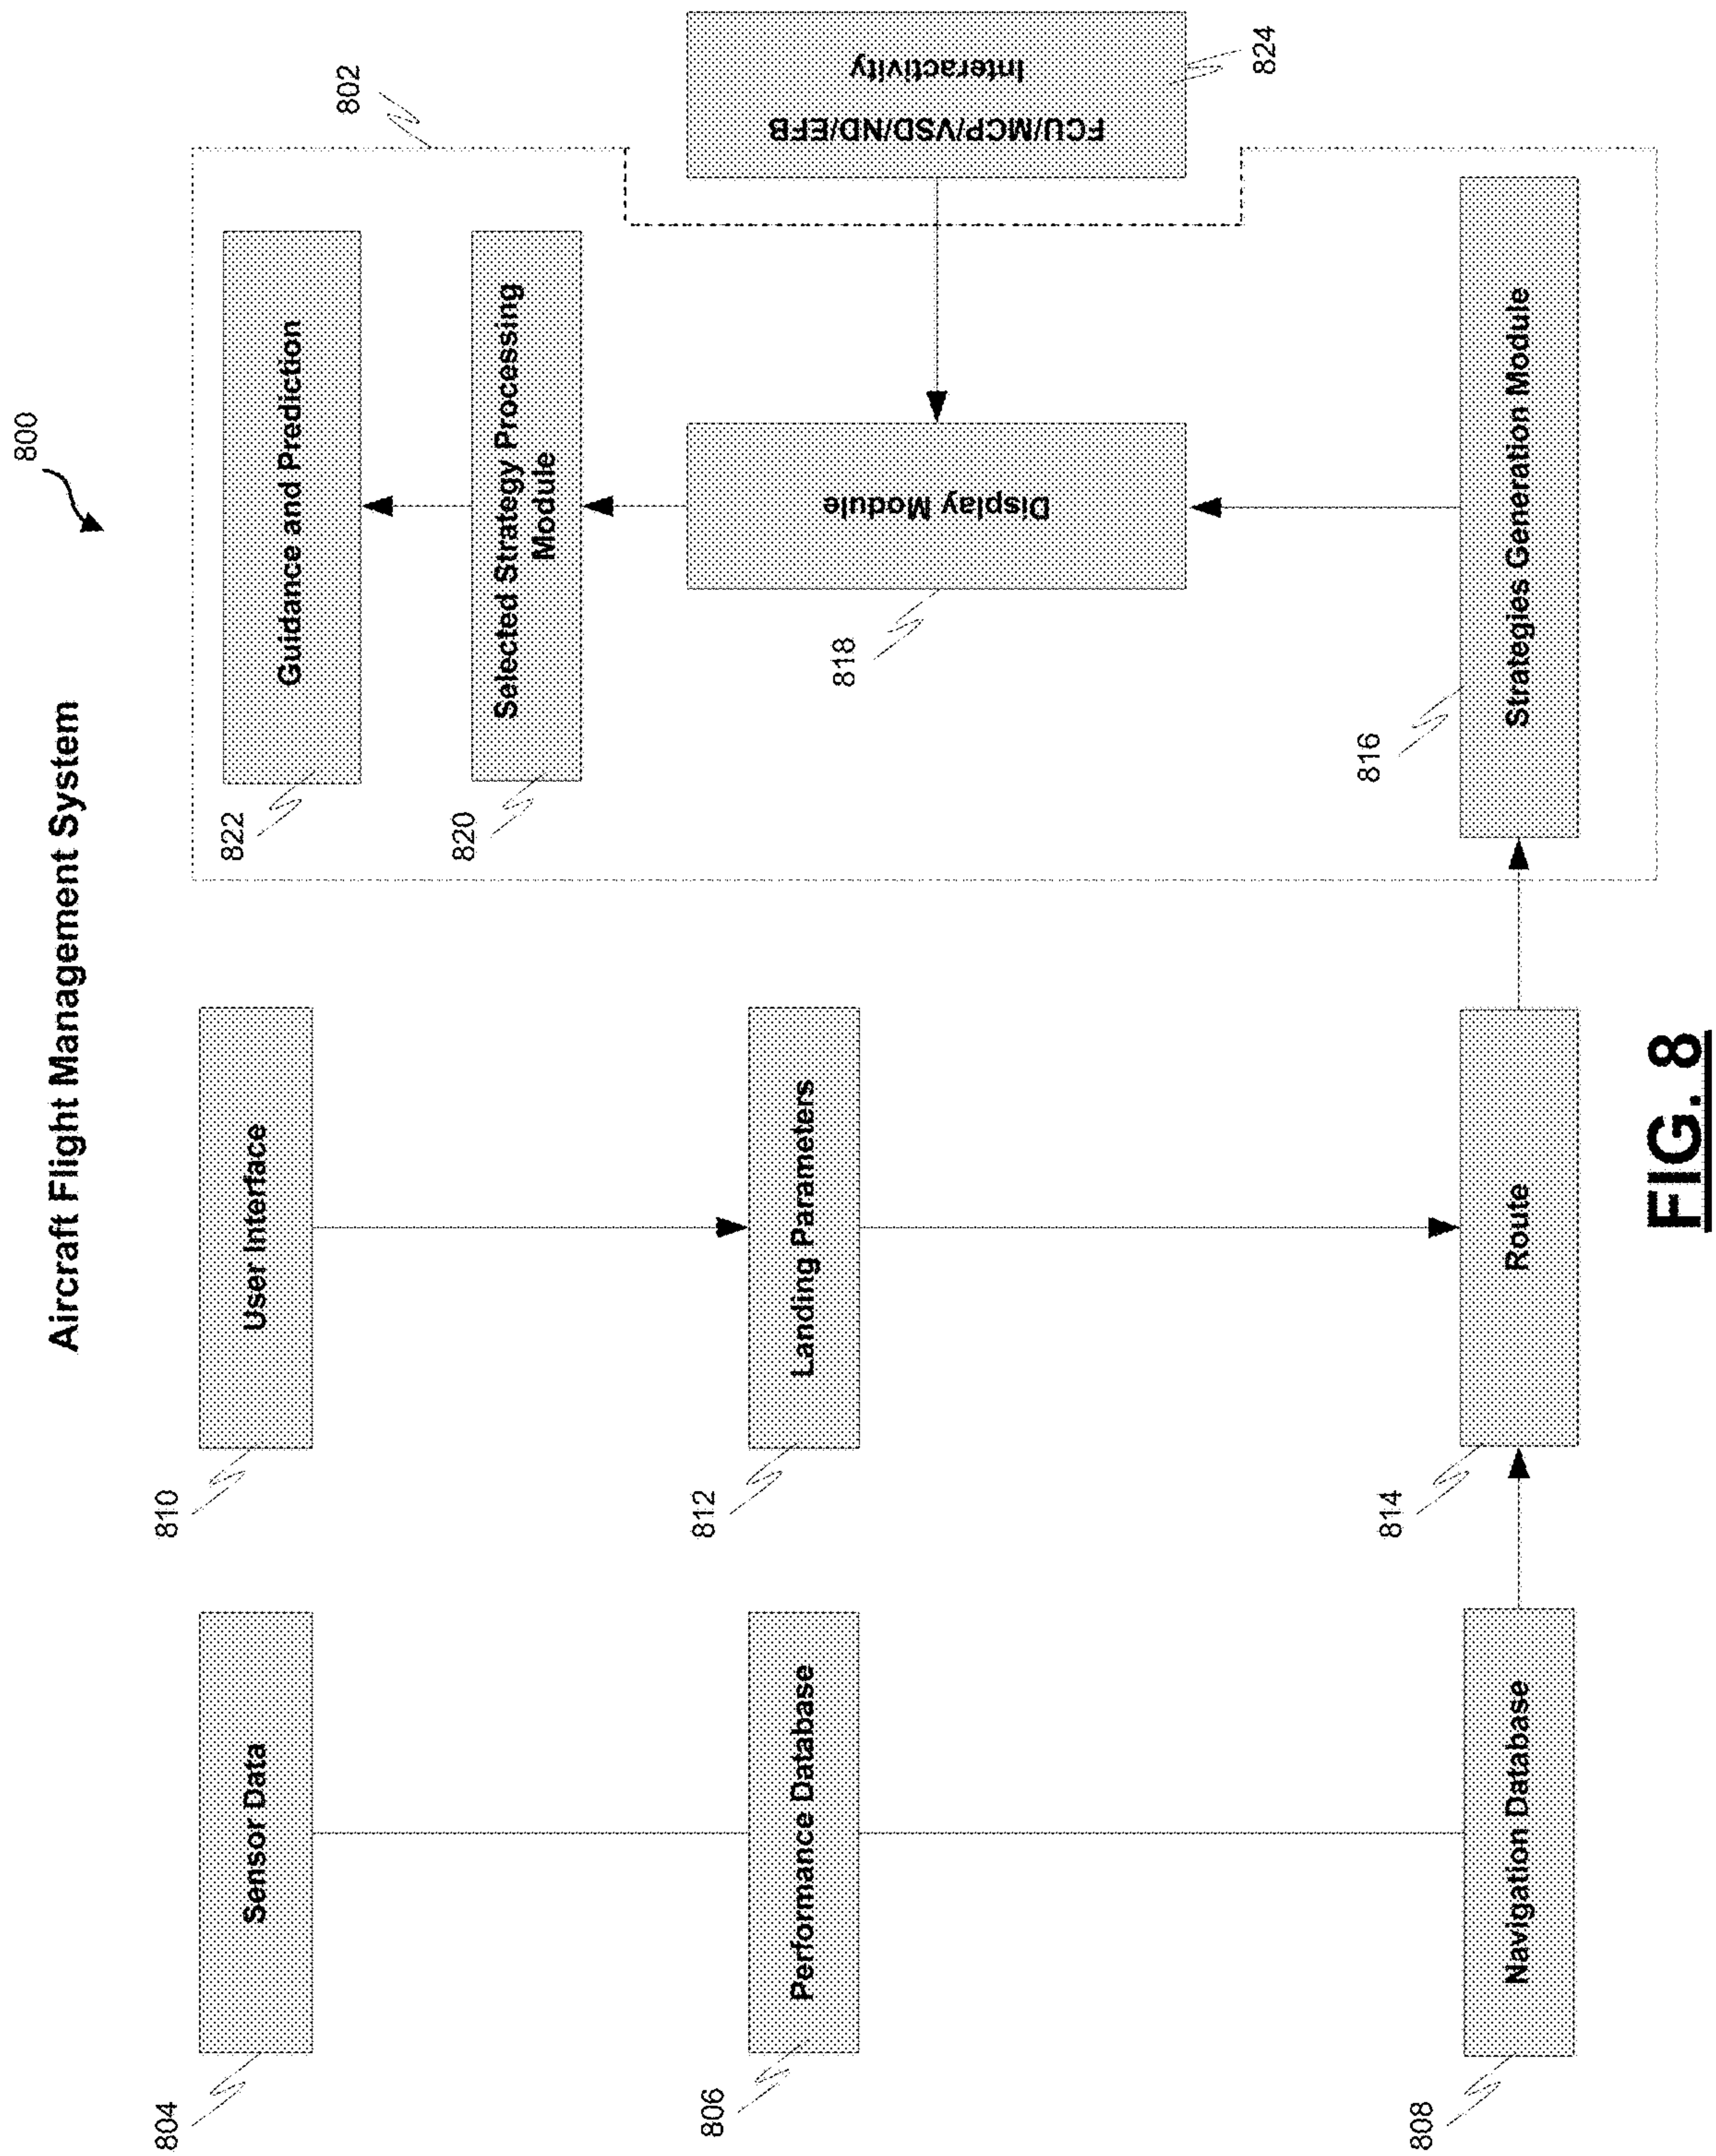 Aircraft Flight Management System
800
804
Sensor Data
810
User Interface
822
Guidance and Prediction
802
820
Selected Strategy Processing
Module
806
Performance Database
812
Landing Parameters
818
Display Module
Interactivity
FCU/MCP/VSD/ND/EFB
824
808
Navigation Database
814
Route
816
Strategies Generation Module
FIG. 8